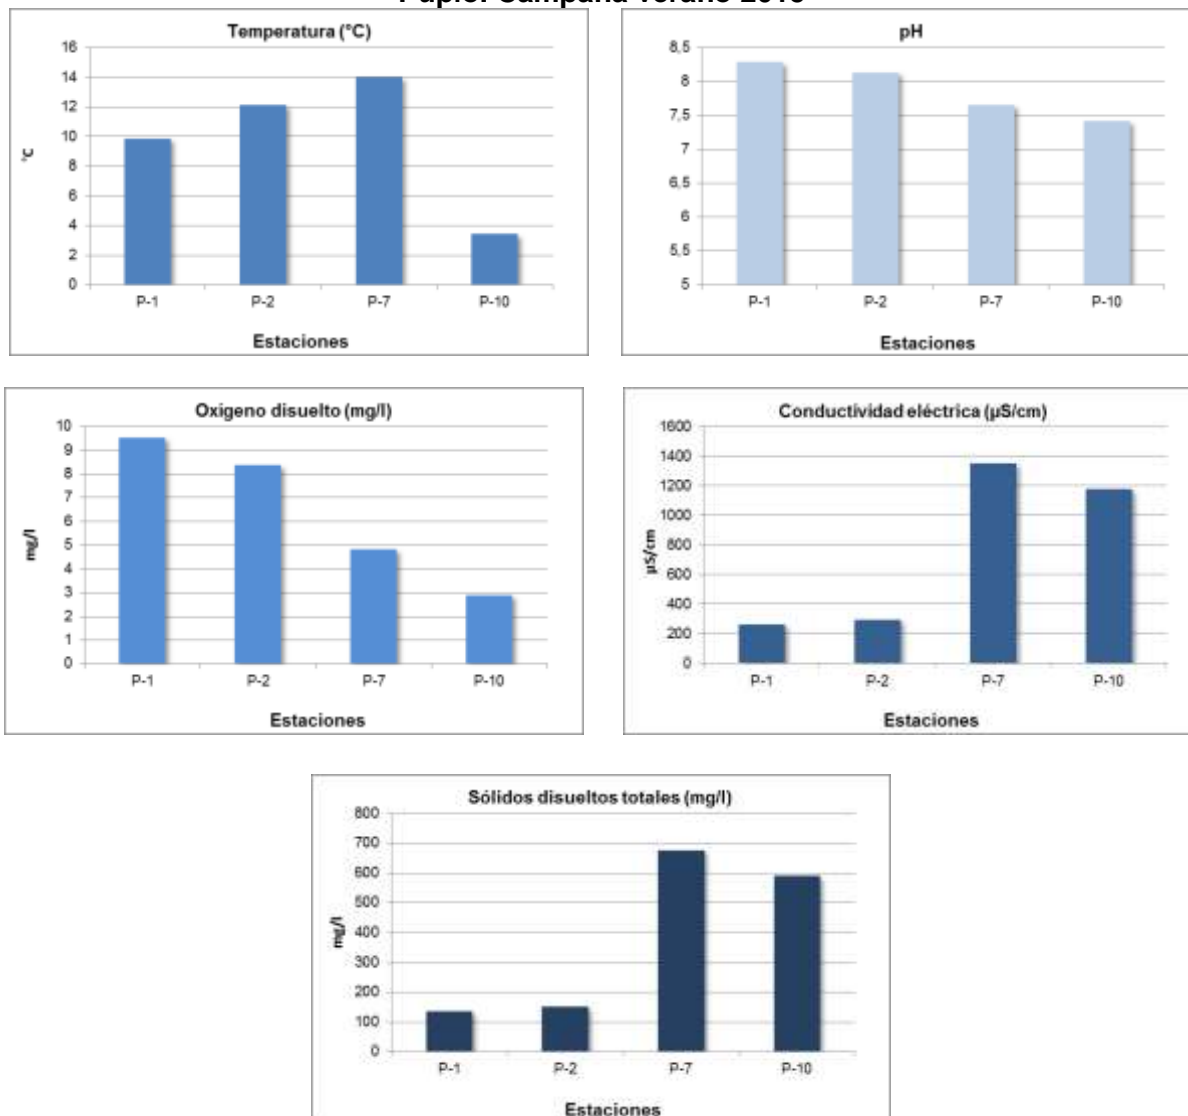 Temperatura (°C)
16
14
12
10
8
6
4
2
0
°C
P-1 P-2 P-7 P-10
Estaciones
pH
8,5
8
7,5
7
6,5
6
5,5
5
P-1 P-2 P-7 P-10
Estaciones
Oxigeno disuelto (mg/l)
10
9
8
7
6
5
4
3
2
1
0
mg/l
P-1 P-2 P-7 P-10
Estaciones
Conductividad eléctrica (µS/cm)
1600
1400
1200
1000
800
600
400
200
0
µS/cm
P-1 P-2 P-7 P-10
Estaciones
Sólidos disueltos totales (mg/l)
800
700
600
500
400
300
200
100
0
mg/l
P-1 P-2 P-7 P-10
Estaciones